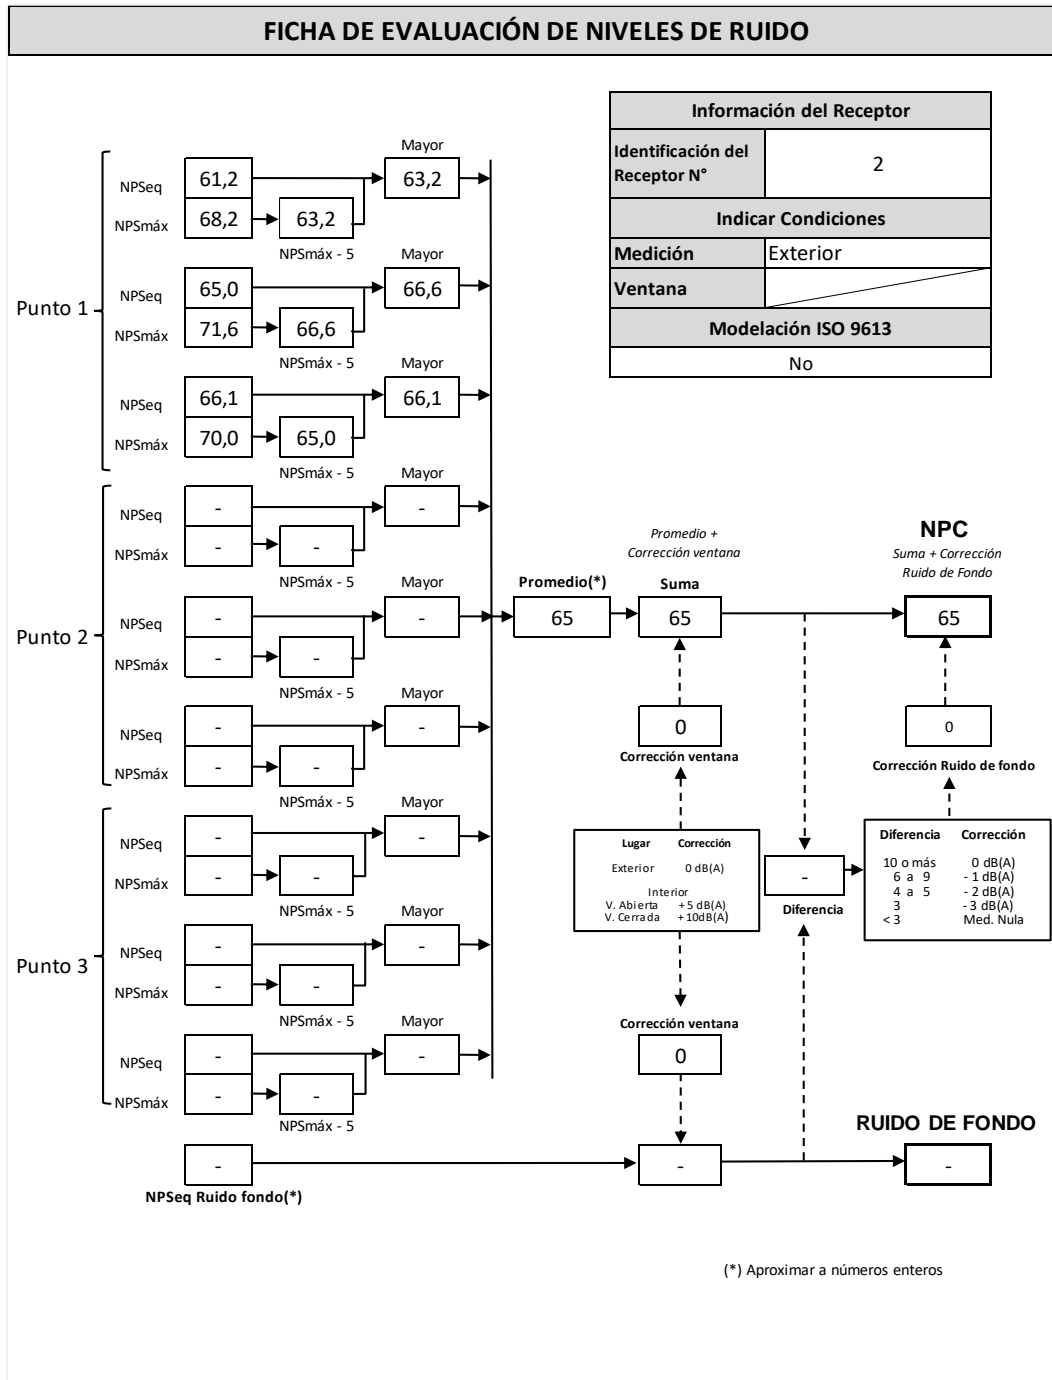 FICHA DE EVALUACIÓN DE NIVELES DE RUIDO
Información del Receptor
Identificación del
Receptor N°
2
Indicar Condiciones
Medición
Exterior
Ventana
Modelación ISO 9613
No
Punto 1
Mayor
NPSeq
61,2
63,2
NPSmáx
68,2
63,2
NPSmáx - 5
Mayor
NPSeq
65,0
66,6
NPSmáx
71,6
66,6
NPSmáx - 5
Mayor
NPSeq
66,1
66,1
NPSmáx
70,0
65,0
NPSmáx - 5
Punto 2
Mayor
NPSeq
-
-
NPSmáx
-
-
NPSmáx - 5
Mayor
NPSeq
-
-
NPSmáx
-
-
NPSmáx - 5
Mayor
NPSeq
-
-
NPSmáx
-
-
NPSmáx - 5
Punto 3
Mayor
NPSeq
-
-
NPSmáx
-
-
NPSmáx - 5
Mayor
NPSeq
-
-
NPSmáx
-
-
NPSmáx - 5
Mayor
NPSeq
-
-
NPSmáx
-
-
NPSmáx - 5
Promedio(*)
65
Promedio +
Corrección ventana
Suma
65
NPC
Suma + Corrección
Ruido de Fondo
65
0
Corrección ventana
0
Corrección Ruido de fondo
Lugar Corrección
Exterior 0 dB(A)
Interior
V. Abierta + 5 dB(A)
V. Cerrada + 10dB(A)
-
Diferencia
Diferencia Corrección
10 o más 0 dB(A)
6 a 9 - 1 dB(A)
4 a 5 - 2 dB(A)
3 - 3 dB(A)
< 3 Med. Nula
Corrección ventana
0
-
NPSeq Ruido fondo(*)
-
RUIDO DE FONDO
-
(*) Aproximar a números enteros